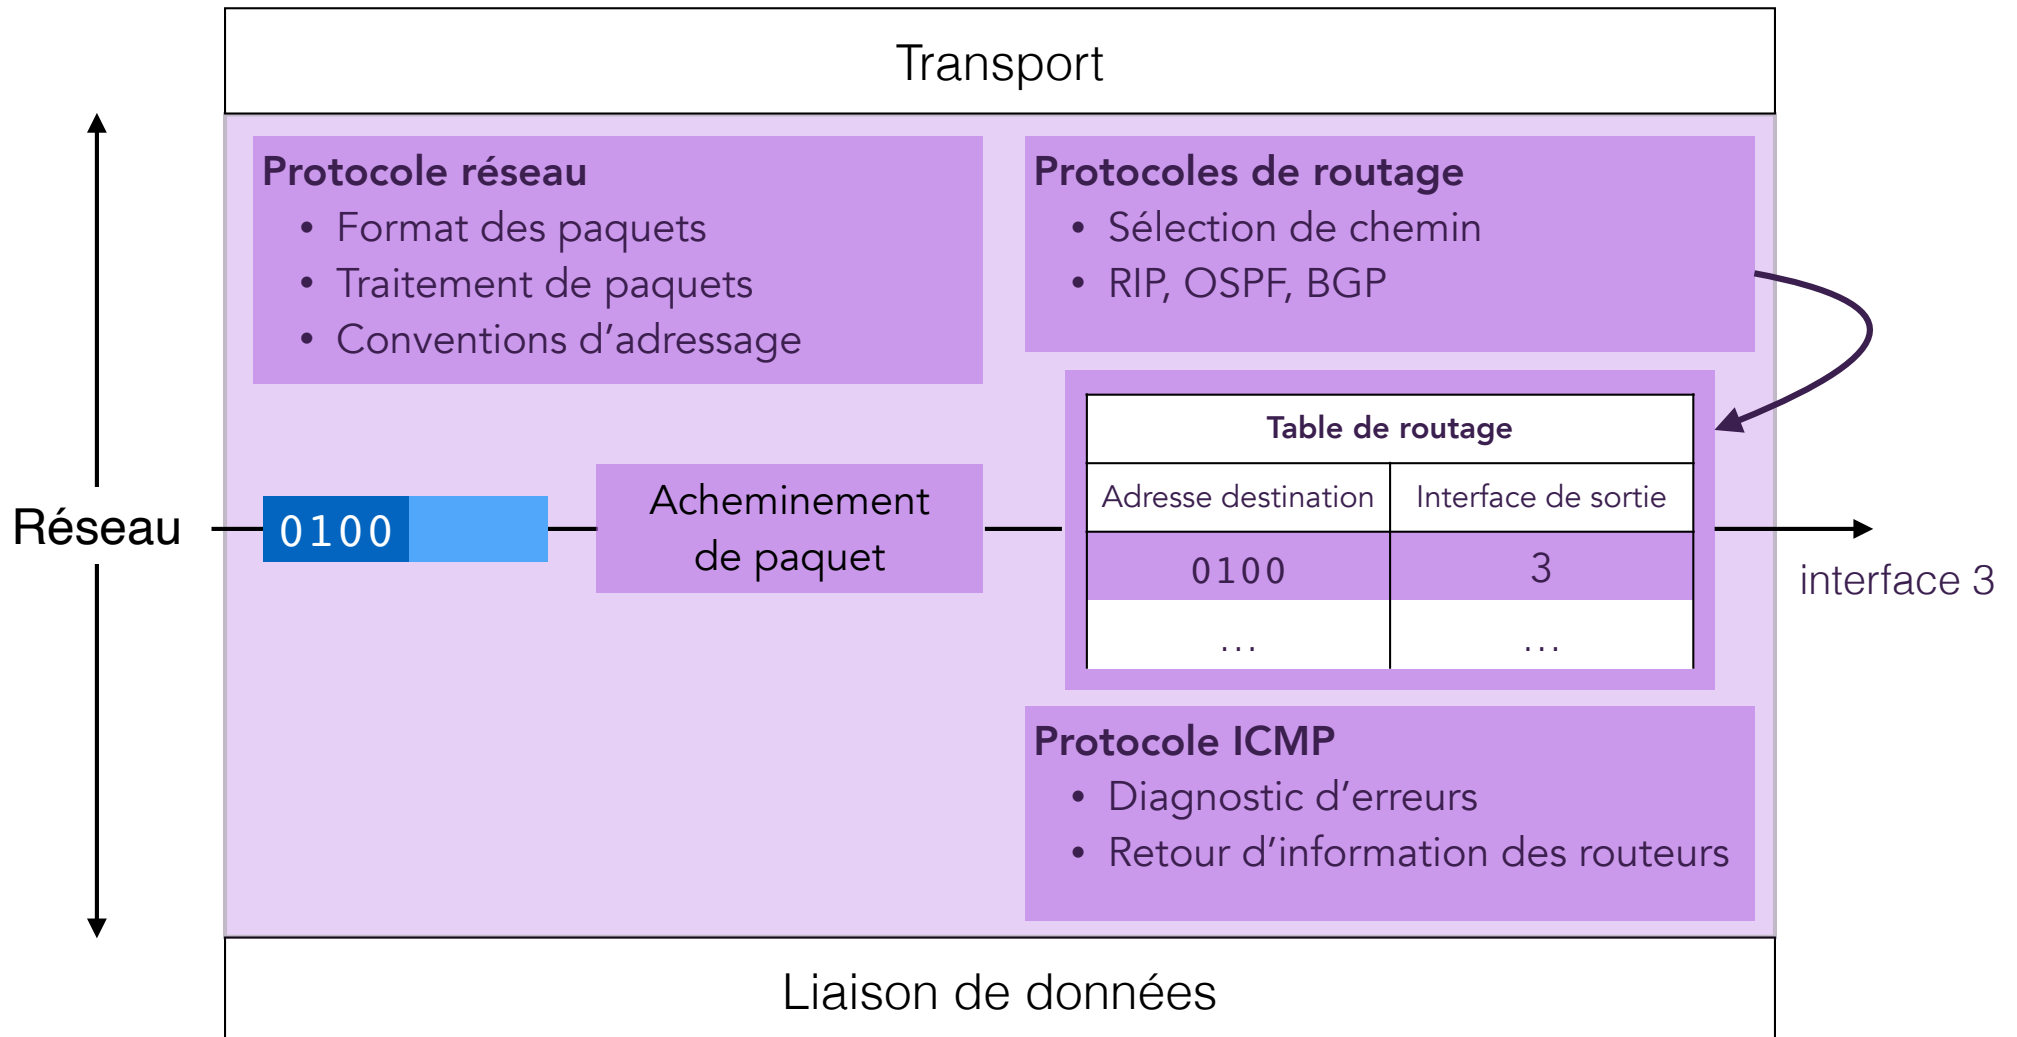 Transport
Protocole réseau
• Format des paquets
• Traitement de paquets
• Conventions d’adressage
Protocoles de routage
• Sélection de chemin
• RIP, OSPF, BGP
Réseau
0100
Acheminement
de paquet
Table de routage
Adresse destination
Interface de sortie
0100
3
...
...
interface 3
Protocole ICMP
• Diagnostic d’erreurs
• Retour d’information des routeurs
Liaison de données